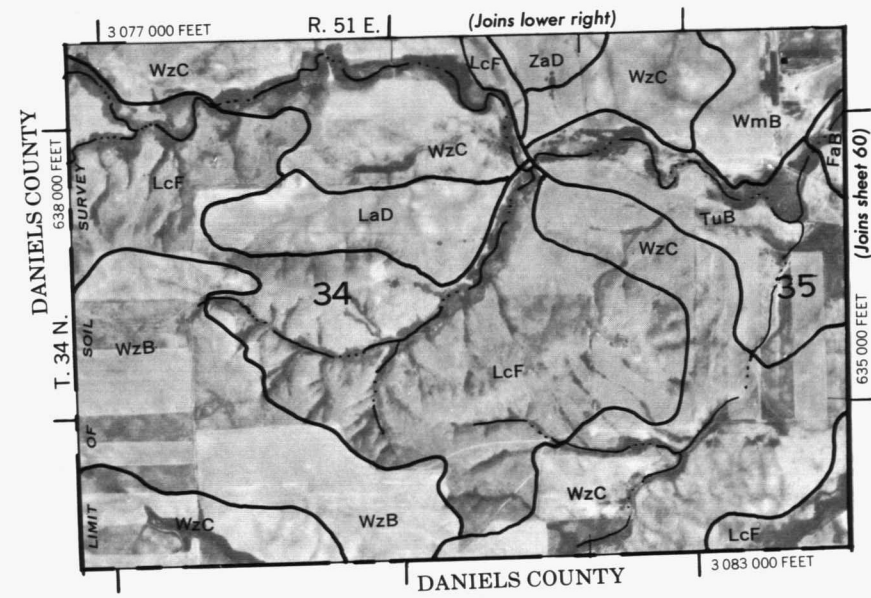 3 077 000 FEET
R. 51 E.
(Joins lower right)
WzC
LcF
ZaD
WzC
WmB
FaB
DANIELS COUNTY
638 000 FEET
SURVEY
LcF
WzC
(Joins sheet 60)
LaD
TuB
WzC
34
35
T. 34 N.
SOIL
WzB
LcF
635 000 FEET
OF
LIMIT
WzC
WzB
WzC
LcF
3 083 000 FEET
DANIELS COUNTY